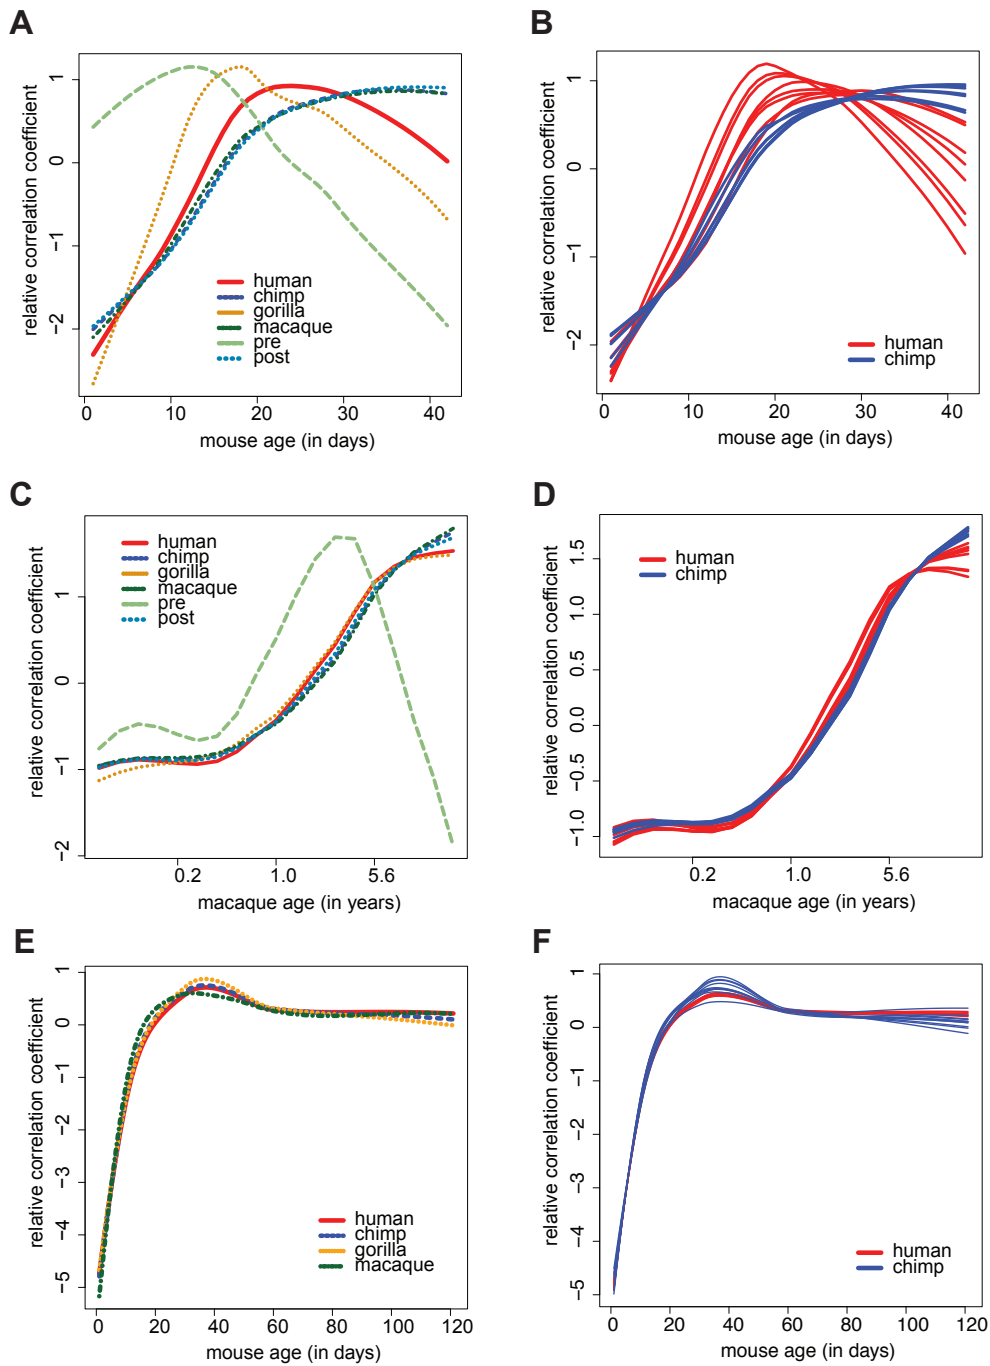 A
relative correlation coefficient
1
0
−1
−2
human
chimp
gorilla
macaque
pre
post
0
10
20
30
40
mouse age (in days)
B
relative correlation coefficient
1
0
−1
−2
human
chimp
0
10
20
30
40
mouse age (in days)
C
relative correlation coefficient
1
0
−1
−2
human
chimp
gorilla
macaque
pre
post
0.2
1.0
5.6
macaque age (in years)
D
relative correlation coefficient
1.5
1.0
0.5
0.0
−0.5
−1.0
human
chimp
0.2
1.0
5.6
macaque age (in years)
E
relative correlation coefficient
1
0
−1
−2
−3
−4
−5
human
chimp
gorilla
macaque
0
20
40
60
80
100
120
mouse age (in days)
F
relative correlation coefficient
1
0
−1
−2
−3
−4
−5
human
chimp
0
20
40
60
80
100
120
mouse age (in days)